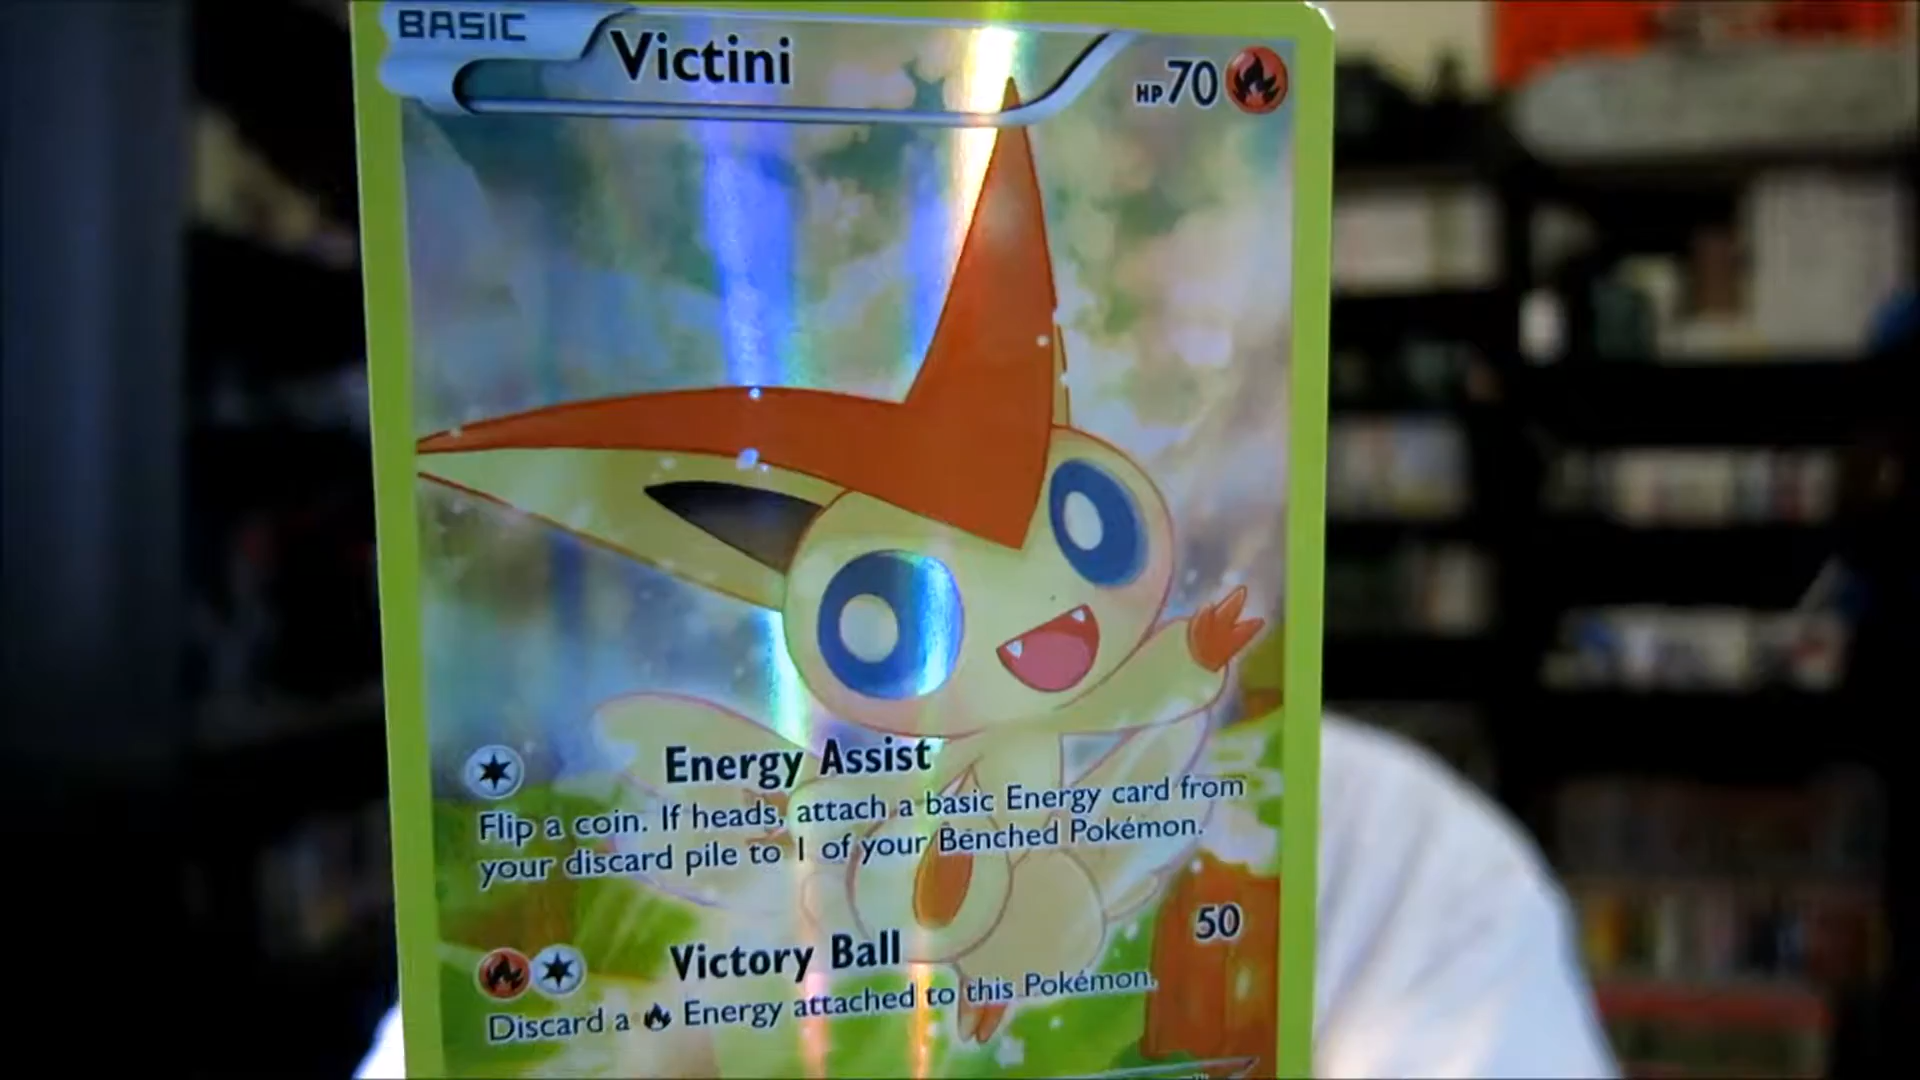 BASIC
Victini
HP70
Energy Assist
Flip a coin. If heads, attach a basic Energy card from
your discard pile to 1 of your Benched Pokémon.
Victory Ball
50
Discard a Energy attached to this Pokémon.